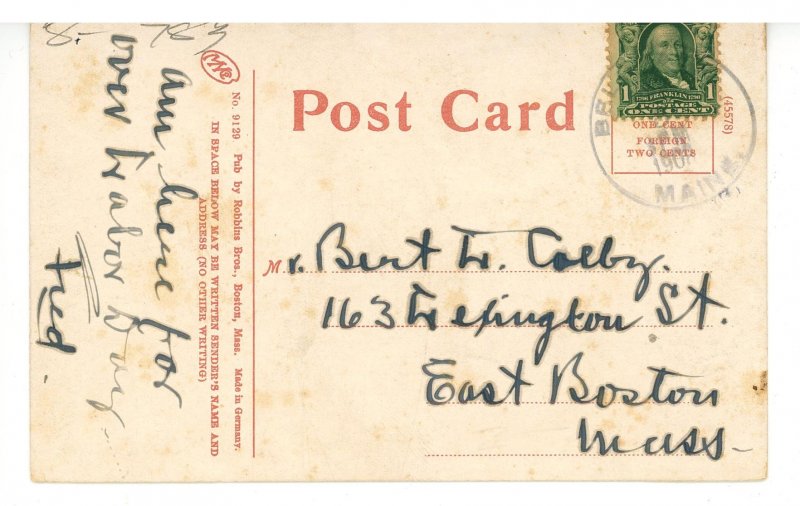 am here for
over Labor Day
Fred
No. 9129 Pub by Robbins Bros., Boston, Mass. Made in Germany.
IN SPACE BELOW MAY BE WRITTEN SENDER'S NAME AND
ADDRESS (NO OTHER WRITING)
Post Card
1 FRANKLIN 1
POSTAGE
ONE CENT
ONE CENT
FOREIGN
TWO CENTS
(45578)
MAINE.
Mr. Bert L. Colby.
163 Lexington St.
East Boston
Mass.